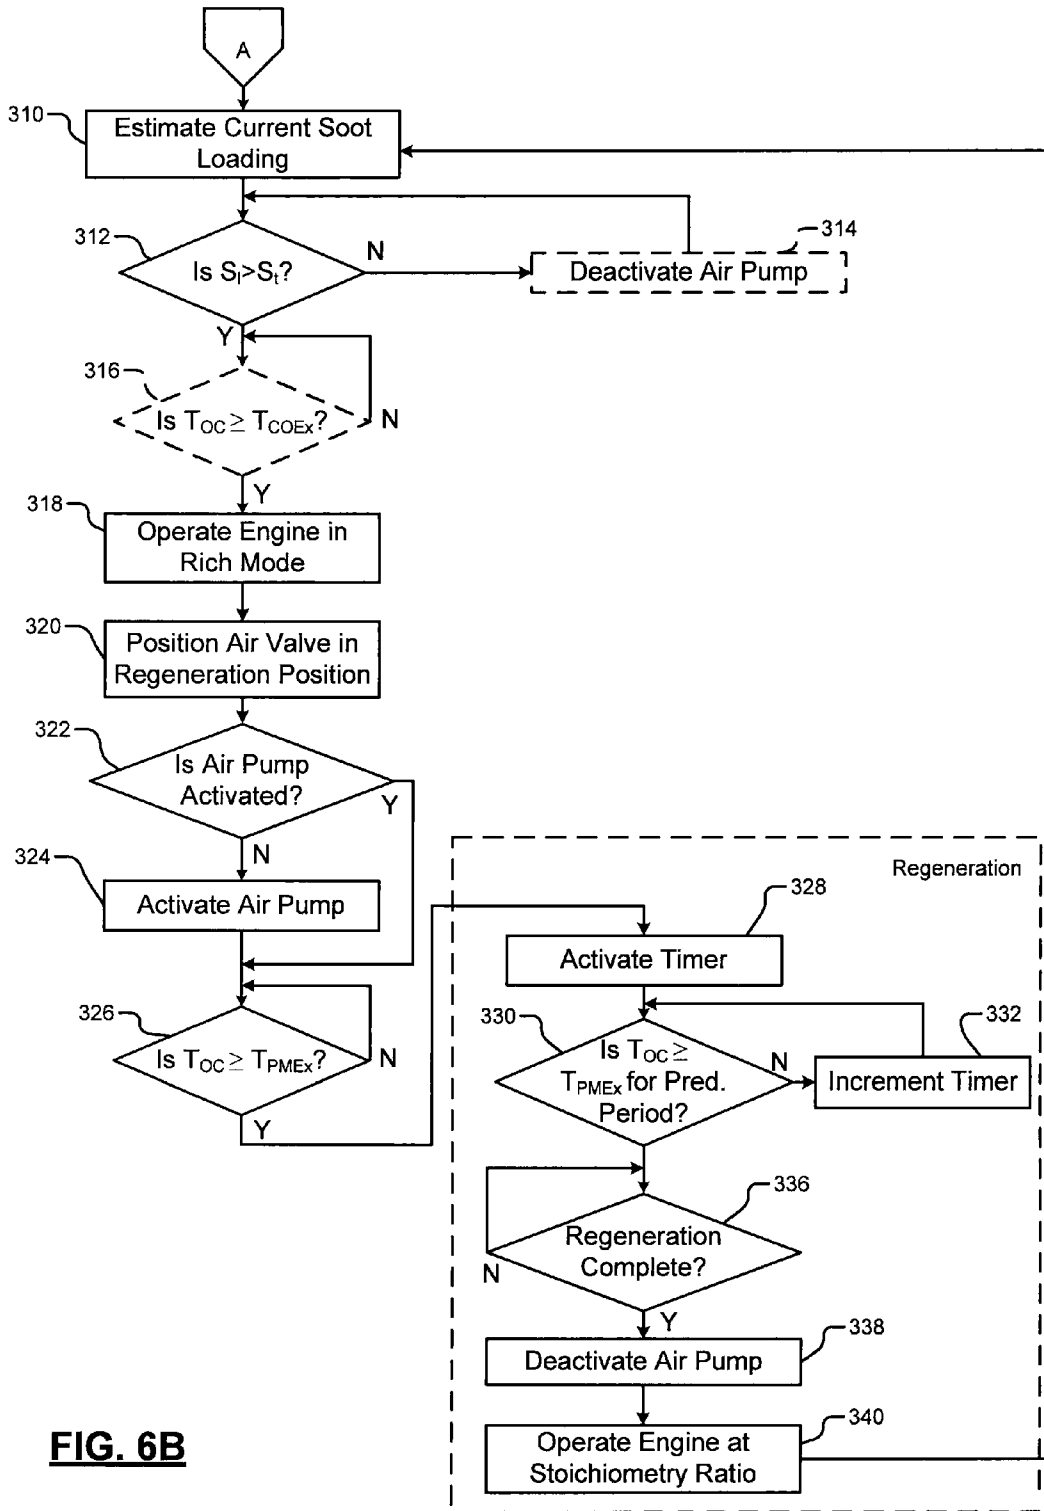 A
310
Estimate Current Soot
Loading
312
Is Sl>St?
N
314
Deactivate Air Pump
Y
316
Is TOC ≥ TCOEx?
N
Y
318
Operate Engine in
Rich Mode
320
Position Air Valve in
Regeneration Position
322
Is Air Pump
Activated?
Y
N
324
Activate Air Pump
326
Is TOC ≥ TPMEx?
N
Y
Regeneration
328
Activate Timer
330
Is TOC ≥
TPMEx for Pred.
Period?
N
332
Increment Timer
336
Regeneration
Complete?
N
Y
338
Deactivate Air Pump
340
Operate Engine at
Stoichiometry Ratio
FIG. 6B